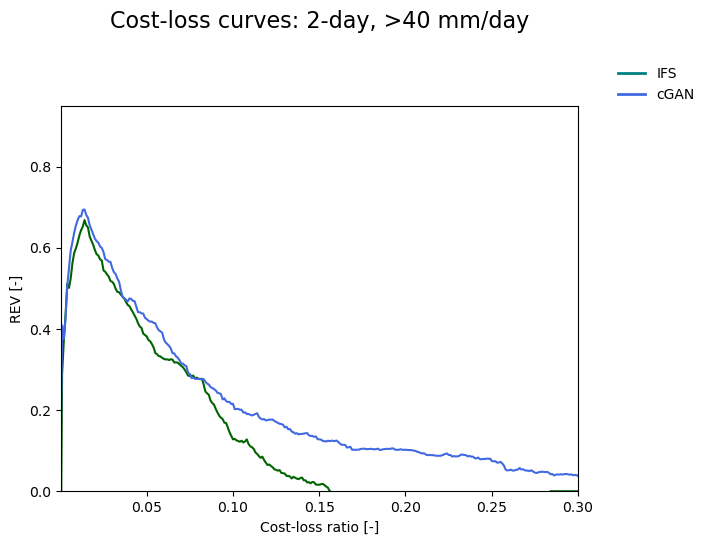 Cost-loss curves: 2-day, >40 mm/day
IFS
cGAN
REV [-]
0.8
0.6
0.4
0.2
0.0
0.05 0.10 0.15 0.20 0.25 0.30
Cost-loss ratio [-]